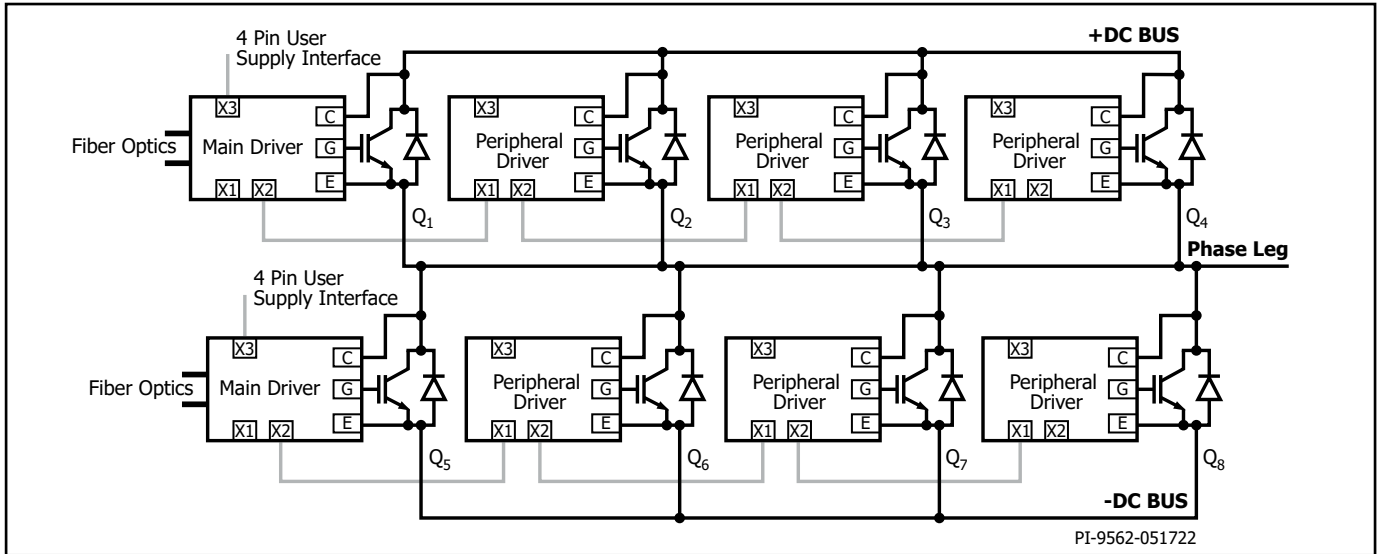 4 Pin User
Supply Interface
+DC BUS
X3 C
X3 C
X3 C
X3 C
Fiber Optics Main Driver G
Peripheral
Driver G
Peripheral
Driver G
Peripheral
Driver G
X1 X2 E
X1 X2 E
X1 X2 E
X1 X2 E
Q1 Q2 Q3 Q4
Phase Leg
4 Pin User
Supply Interface
X3 C
X3 C
X3 C
X3 C
Fiber Optics Main Driver G
Peripheral
Driver G
Peripheral
Driver G
Peripheral
Driver G
X1 X2 E
X1 X2 E
X1 X2 E
X1 X2 E
Q5 Q6 Q7 Q8
-DC BUS
PI-9562-051722